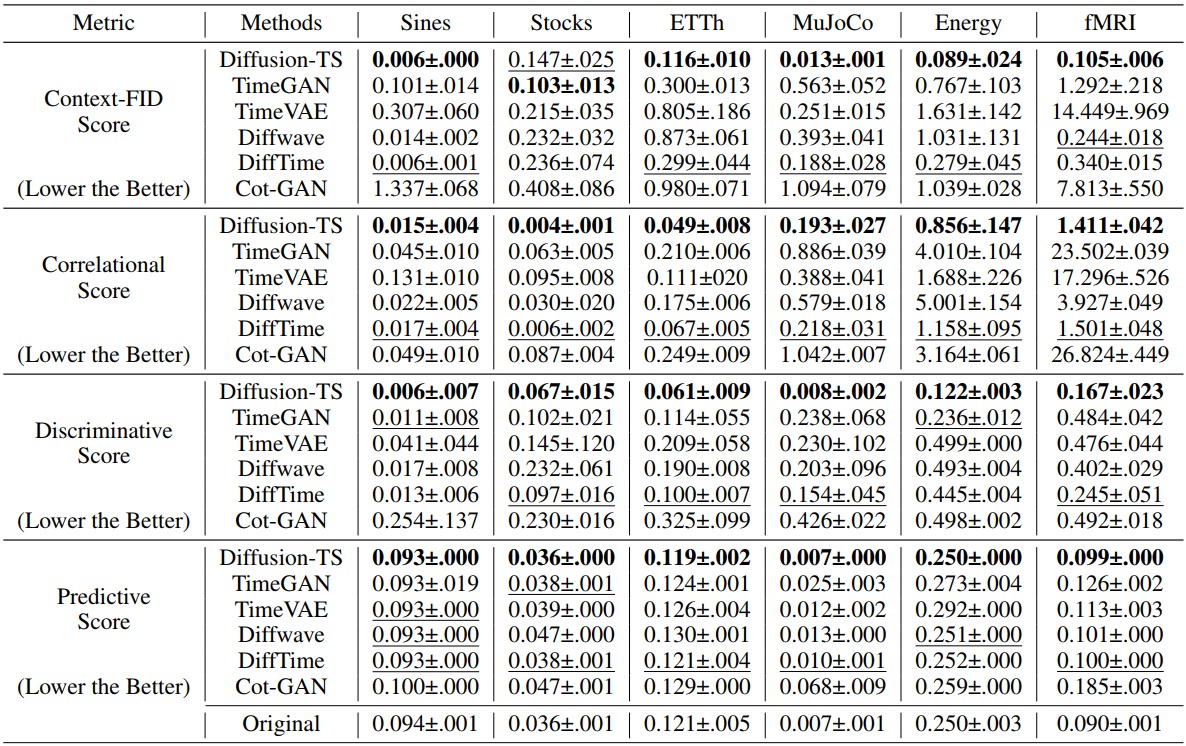 Metric Methods Sines Stocks ETTh MuJoCo Energy fMRI
Context-FID Score (Lower the Better)
Diffusion-TS 0.006±.000 0.147±.025 0.116±.010 0.013±.001 0.089±.024 0.105±.006
TimeGAN 0.101±.014 0.103±.013 0.300±.013 0.563±.052 0.767±.103 1.292±.218
TimeVAE 0.307±.060 0.215±.035 0.805±.186 0.251±.015 1.631±.142 14.449±.969
Diffwave 0.014±.002 0.232±.032 0.873±.061 0.393±.041 1.031±.131 0.244±.018
DiffTime 0.006±.001 0.236±.074 0.299±.044 0.188±.028 0.279±.045 0.340±.015
Cot-GAN 1.337±.068 0.408±.086 0.980±.071 1.094±.079 1.039±.028 7.813±.550
Correlational Score (Lower the Better)
Diffusion-TS 0.015±.004 0.004±.001 0.049±.008 0.193±.027 0.856±.147 1.411±.042
TimeGAN 0.045±.010 0.063±.005 0.210±.006 0.886±.039 4.010±.104 23.502±.039
TimeVAE 0.131±.010 0.095±.008 0.111±020 0.388±.041 1.688±.226 17.296±.526
Diffwave 0.022±.005 0.030±.020 0.175±.006 0.579±.018 5.001±.154 3.927±.049
DiffTime 0.017±.004 0.006±.002 0.067±.005 0.218±.031 1.158±.095 1.501±.048
Cot-GAN 0.049±.010 0.087±.004 0.249±.009 1.042±.007 3.164±.061 26.824±.449
Discriminative Score (Lower the Better)
Diffusion-TS 0.006±.007 0.067±.015 0.061±.009 0.008±.002 0.122±.003 0.167±.023
TimeGAN 0.011±.008 0.102±.021 0.114±.055 0.238±.068 0.236±.012 0.484±.042
TimeVAE 0.041±.044 0.145±.120 0.209±.058 0.230±.102 0.499±.000 0.476±.044
Diffwave 0.017±.008 0.232±.061 0.190±.008 0.203±.096 0.493±.004 0.402±.029
DiffTime 0.013±.006 0.097±.016 0.100±.007 0.154±.045 0.445±.004 0.245±.051
Cot-GAN 0.254±.137 0.230±.016 0.325±.099 0.426±.022 0.498±.002 0.492±.018
Predictive Score (Lower the Better)
Diffusion-TS 0.093±.000 0.036±.000 0.119±.002 0.007±.000 0.250±.000 0.099±.000
TimeGAN 0.093±.019 0.038±.001 0.124±.001 0.025±.003 0.273±.004 0.126±.002
TimeVAE 0.093±.000 0.039±.000 0.126±.004 0.012±.002 0.292±.000 0.113±.003
Diffwave 0.093±.000 0.047±.000 0.130±.001 0.013±.000 0.251±.000 0.101±.000
DiffTime 0.093±.000 0.038±.001 0.121±.004 0.010±.001 0.252±.000 0.100±.000
Cot-GAN 0.100±.000 0.047±.001 0.129±.000 0.068±.009 0.259±.000 0.185±.003
Original 0.094±.001 0.036±.001 0.121±.005 0.007±.001 0.250±.003 0.090±.001